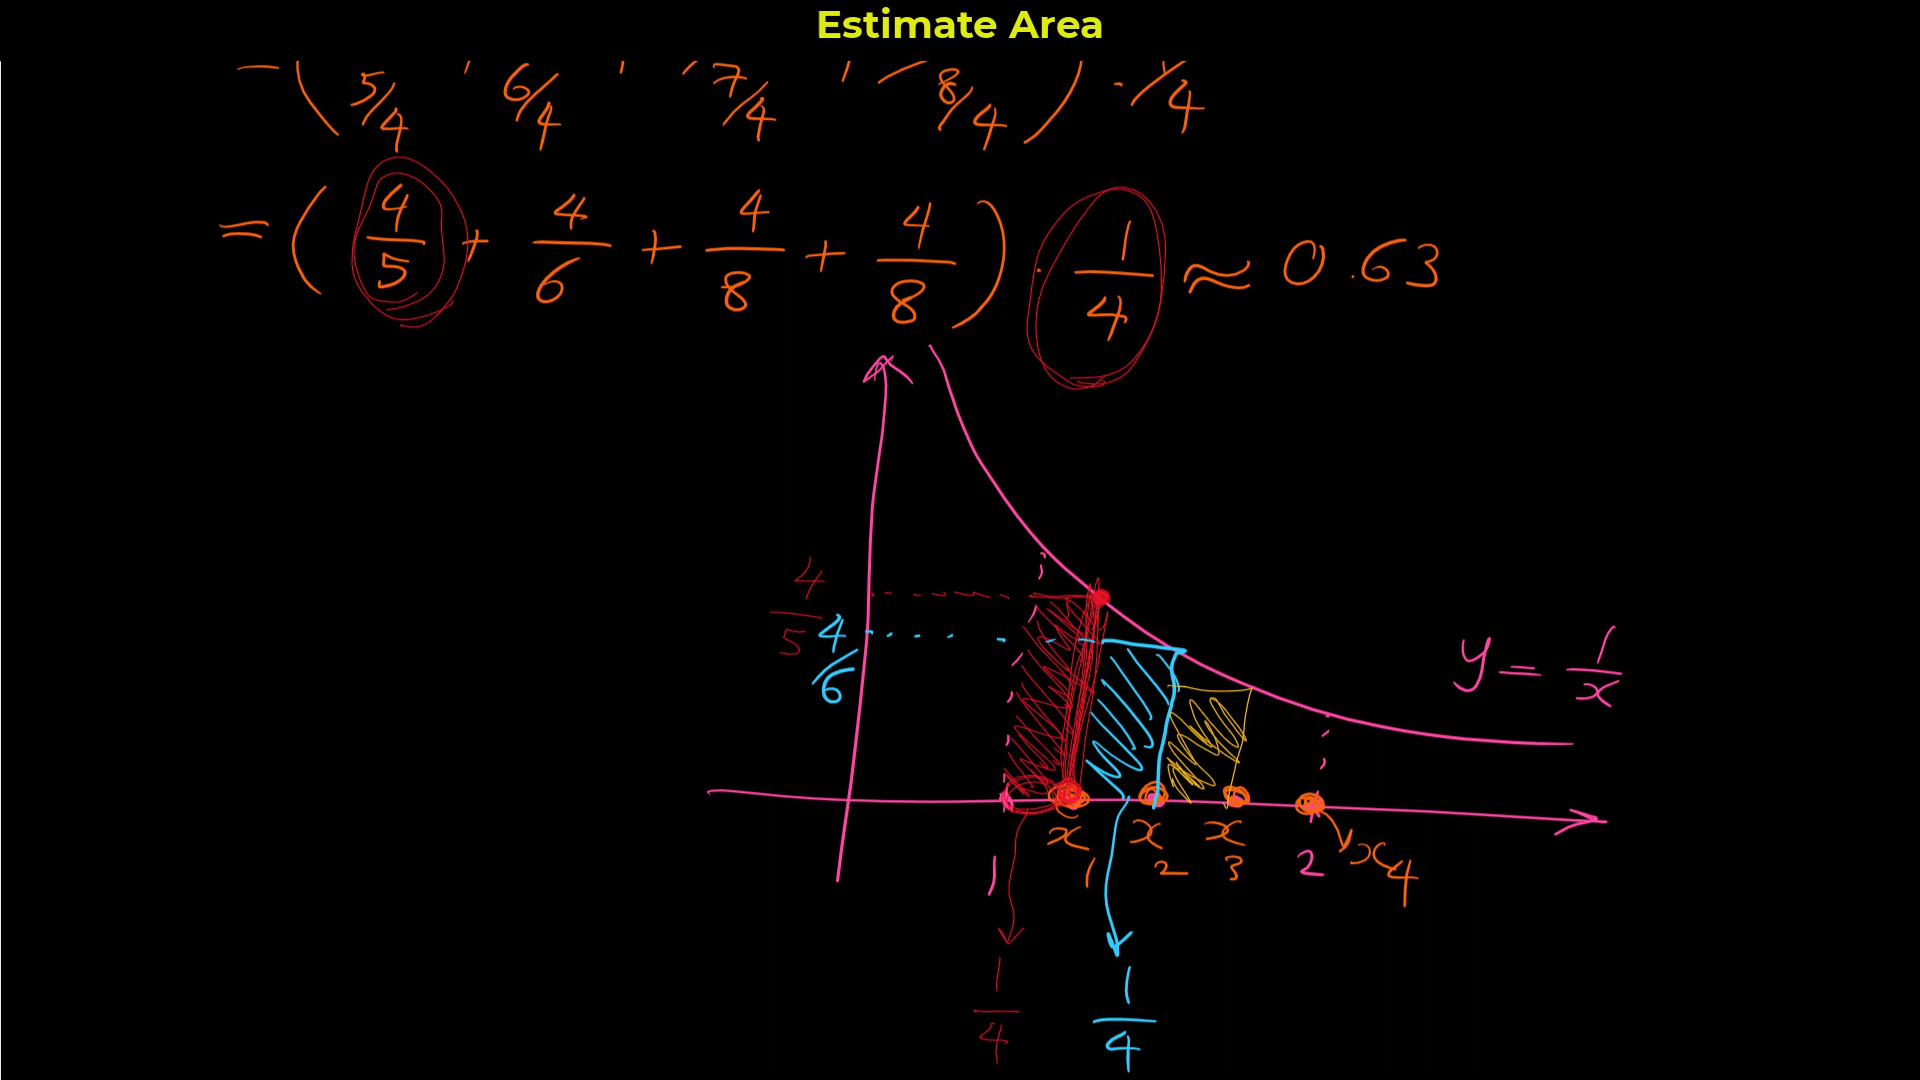 Estimate Area
= ( 5/4 + 6/4 + 7/4 + 8/4 ) · 1/4
= ( 4/5 + 4/6 + 4/8 + 4/8 ) · 1/4 ≈ 0.63
4/5
4/6
y = 1/x
x1 x2 x3 x4
1 2
1/4 1/4